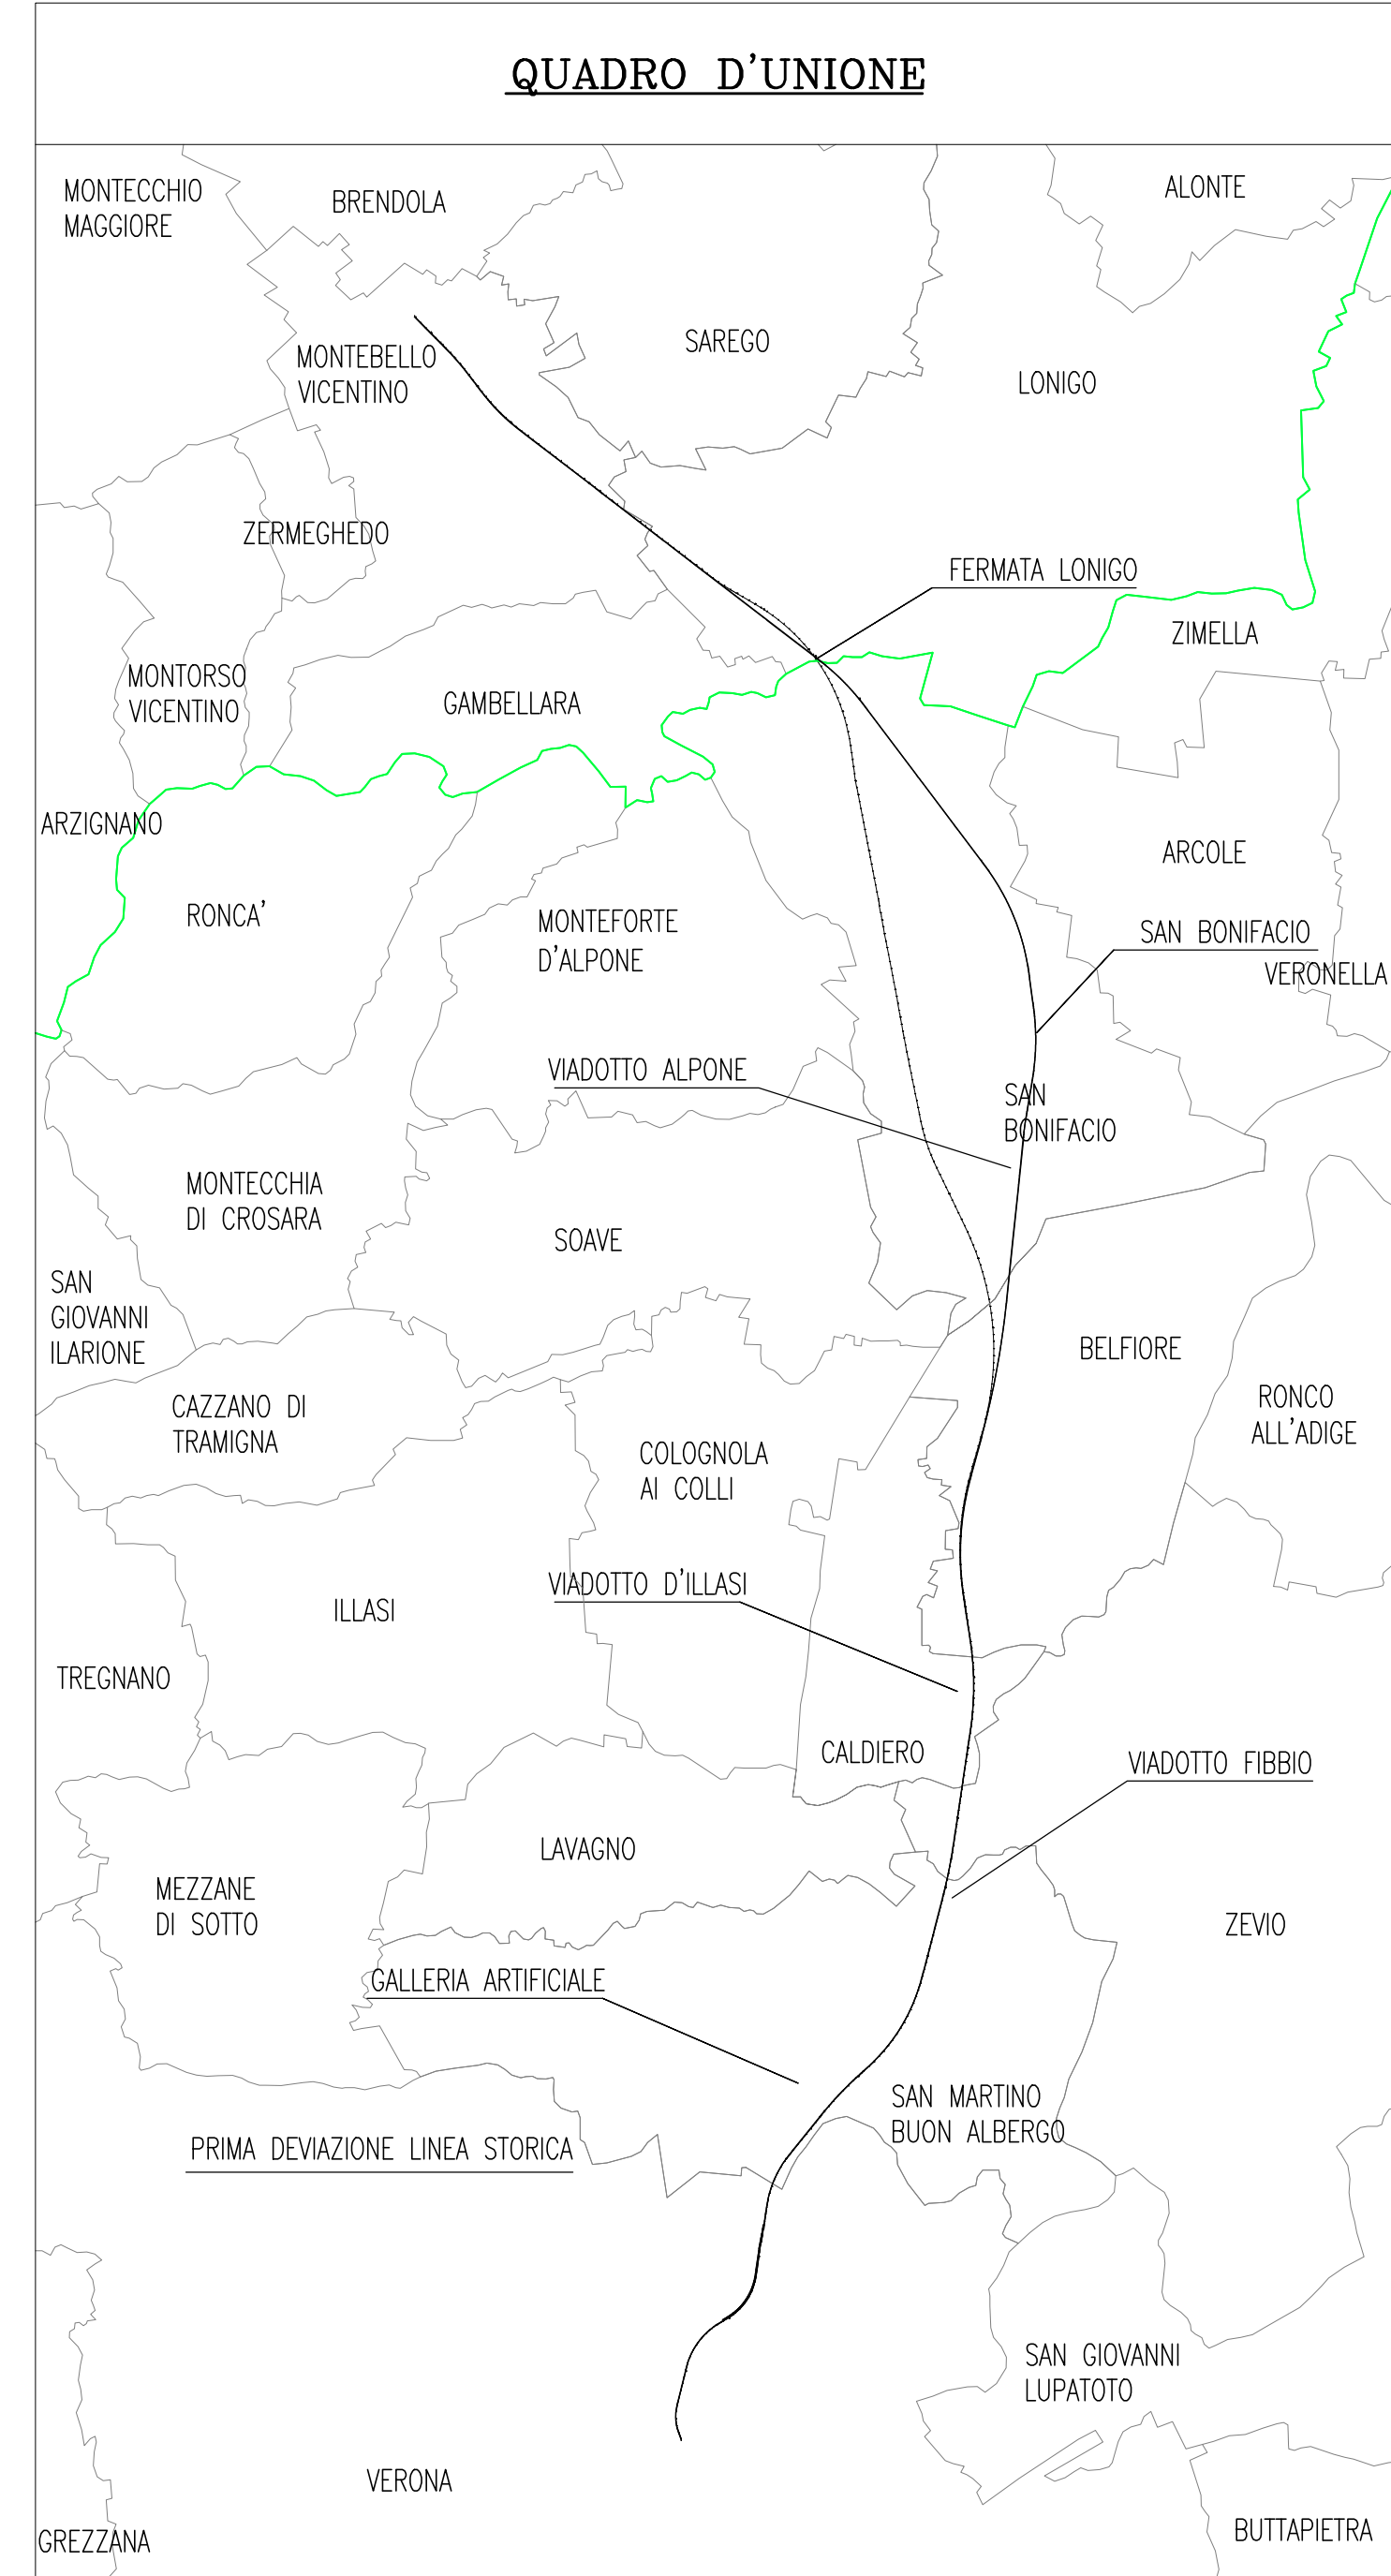 QUADRO D'UNIONE
MONTECCHIO
MAGGIORE
BRENDOLA
ALONTE
SAREGO
MONTEBELLO
VICENTINO
LONIGO
ZERMEGHEDO
FERMATA LONIGO
ZIMELLA
MONTORSO
VICENTINO
GAMBELLARA
ARZIGNANO
ARCOLE
RONCA'
MONTEFORTE
D'ALPONE
SAN BONIFACIO
VERONELLA
VIADOTTO ALPONE
SAN
BONIFACIO
MONTECCHIA
DI CROSARA
SOAVE
SAN
GIOVANNI
ILARIONE
BELFIORE
CAZZANO DI
TRAMIGNA
RONCO
ALL'ADIGE
COLOGNOLA
AI COLLI
VIADOTTO D'ILLASI
ILLASI
TREGNANO
CALDIERO
VIADOTTO FIBBIO
LAVAGNO
MEZZANE
DI SOTTO
ZEVIO
GALLERIA ARTIFICIALE
SAN MARTINO
BUON ALBERGO
PRIMA DEVIAZIONE LINEA STORICA
SAN GIOVANNI
LUPATOTO
VERONA
GREZZANA
BUTTAPIETRA